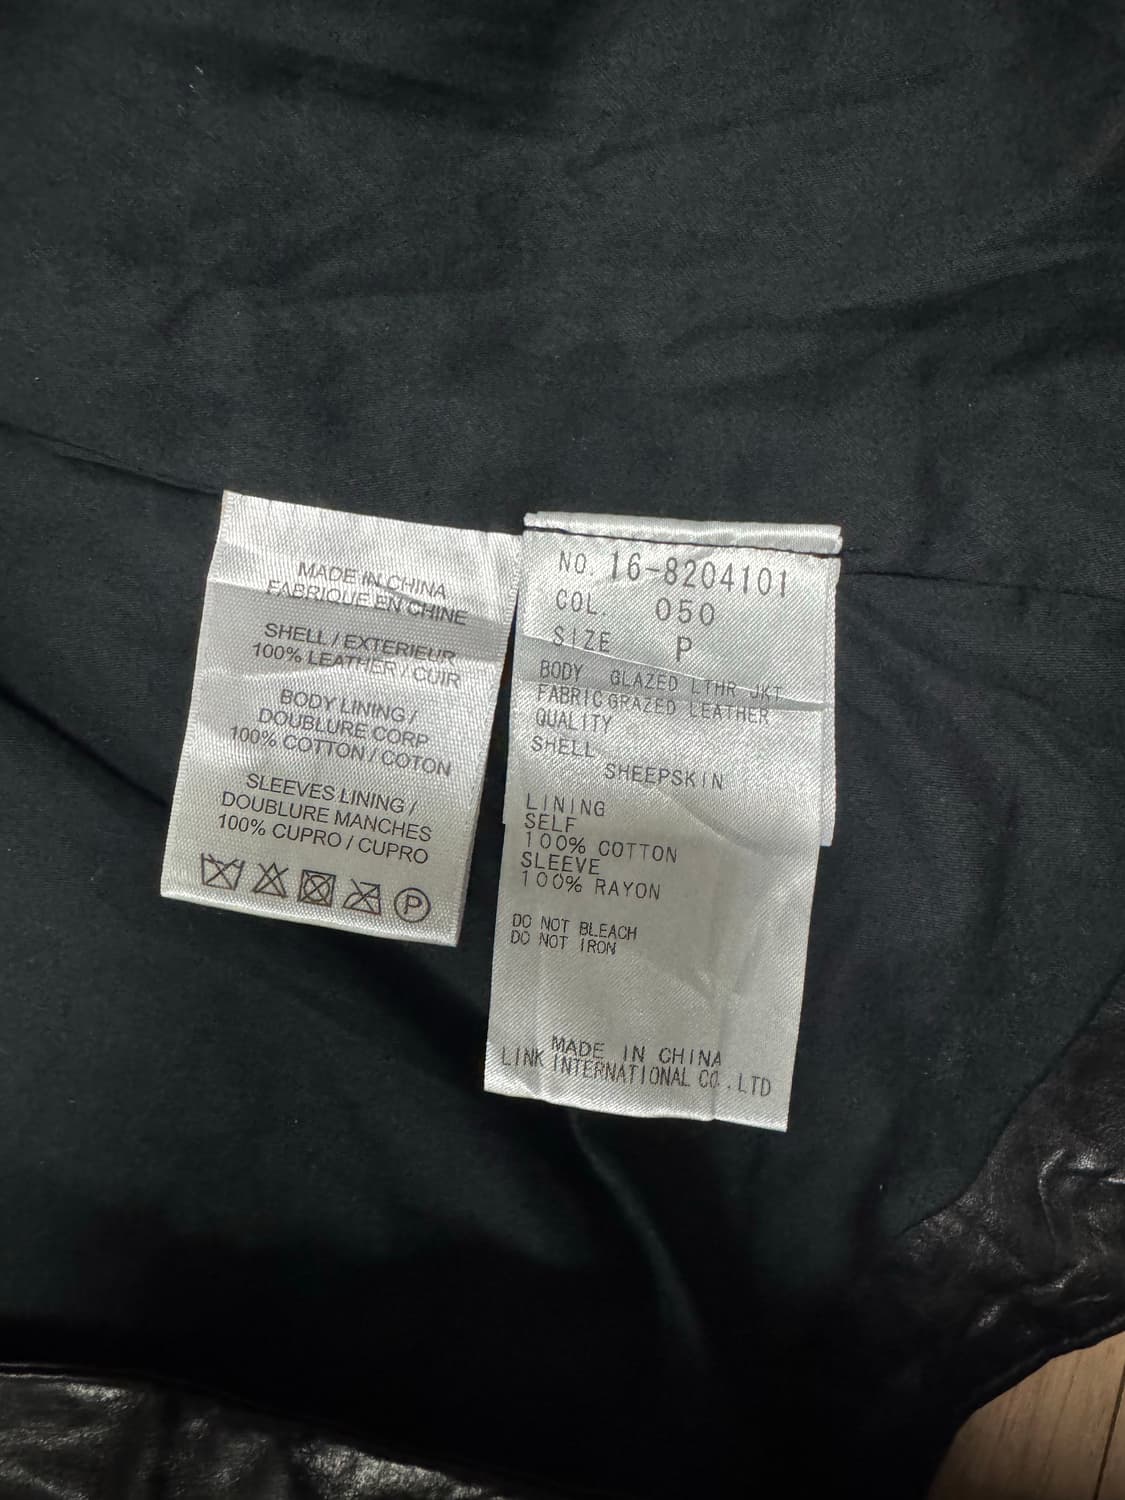 MADE IN CHINA
FABRIQUE EN CHINE
SHELL / EXTERIEUR
100% LEATHER / CUIR
BODY LINING /
DOUBLURE CORP
100% COTTON / COTON
SLEEVES LINING /
DOUBLURE MANCHES
100% CUPRO / CUPRO
P
NO. 16-8204101
COL. 050
SIZE P
BODY GLAZED LTHR JKT
FABRIC GRAZED LEATHER
QUALITY
SHELL
SHEEPSKIN
LINING
SELF
100% COTTON
SLEEVE
100% RAYON
DO NOT BLEACH
DO NOT IRON
MADE IN CHINA
LINK INTERNATIONAL CO.,LTD